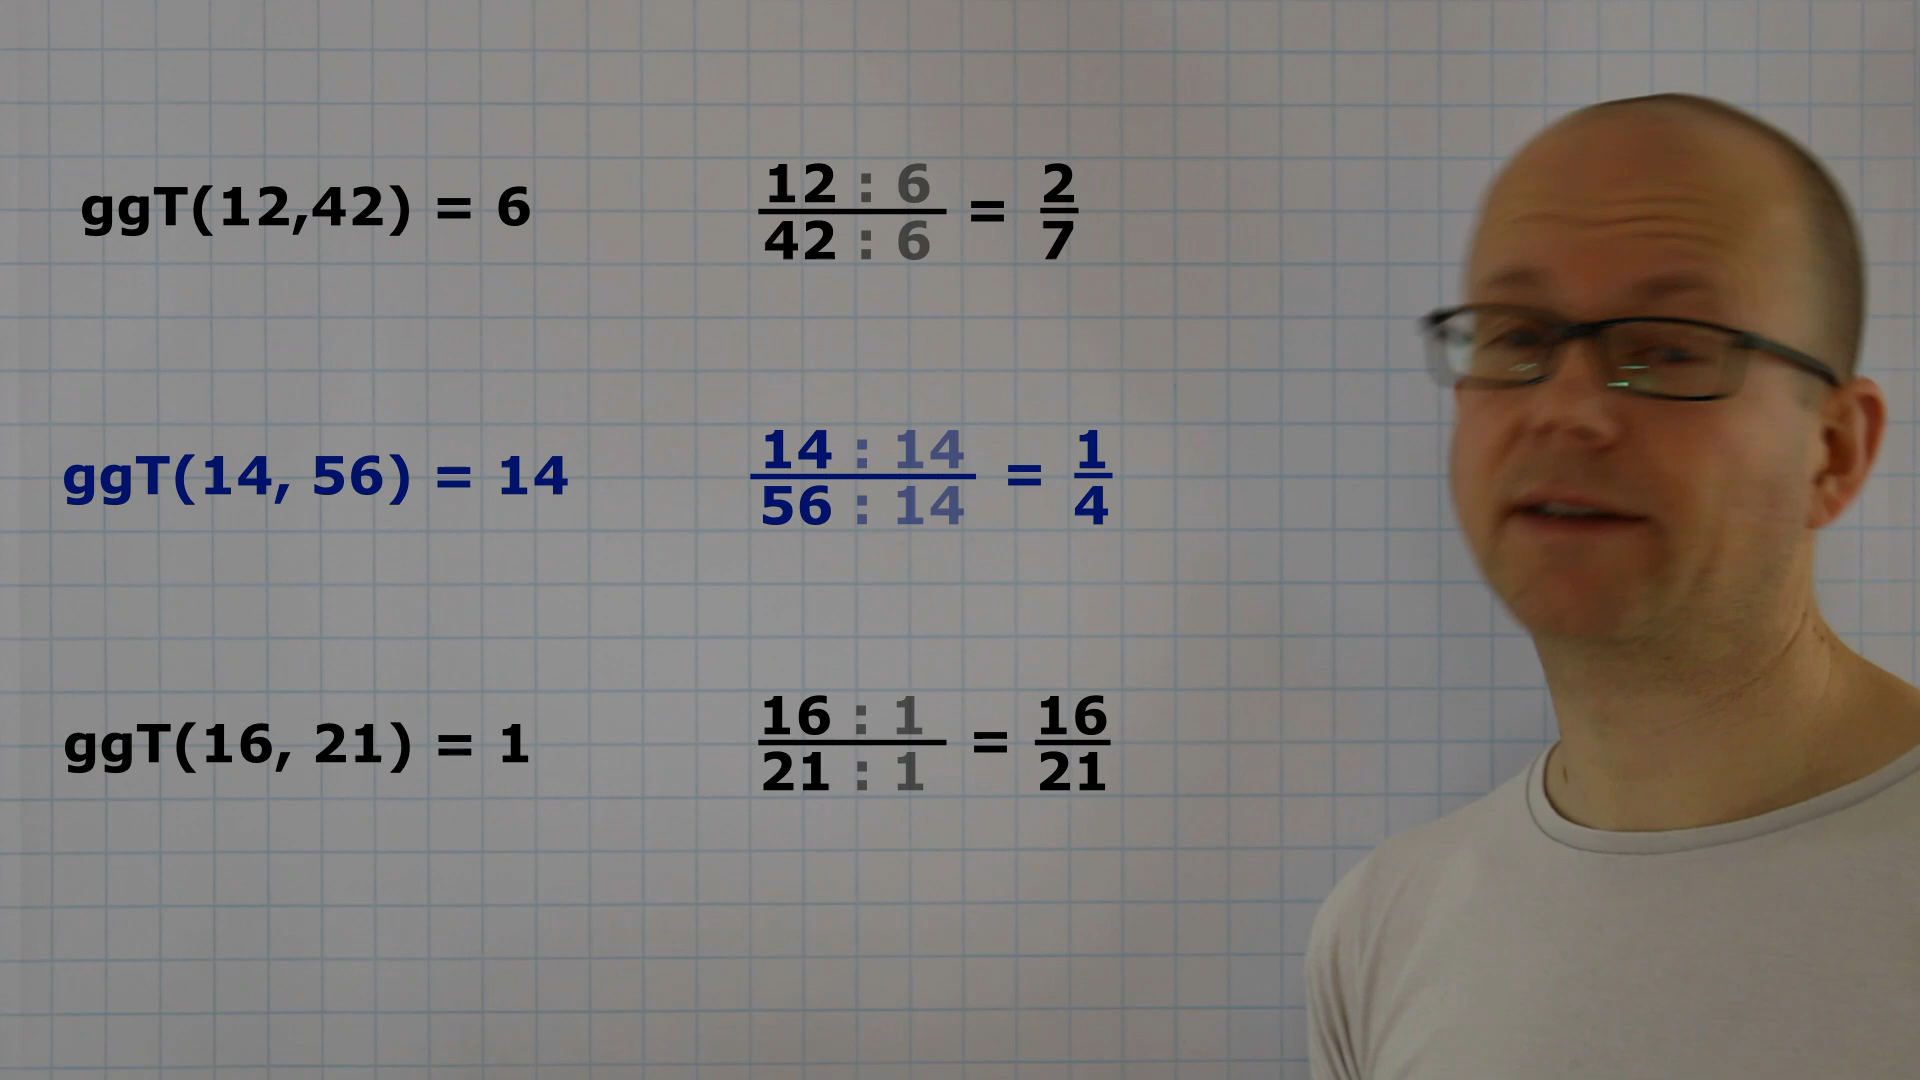 ggT(12,42) = 6
12 : 6 / 42 : 6 = 2/7
ggT(14, 56) = 14
14 : 14 / 56 : 14 = 1/4
ggT(16, 21) = 1
16 : 1 / 21 : 1 = 16/21